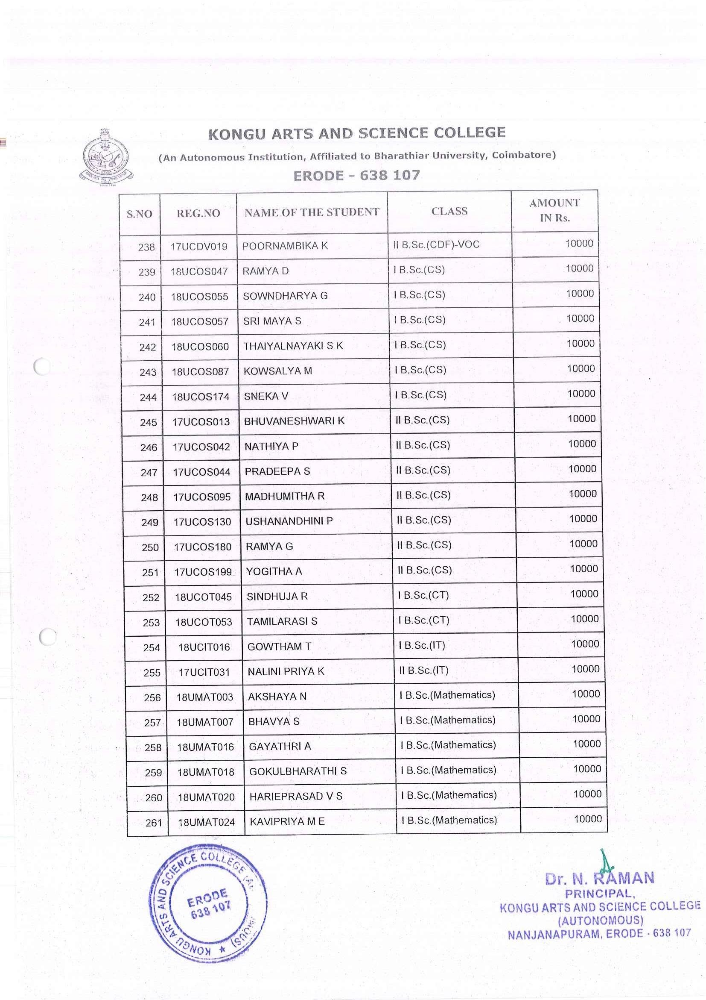 KONGU ARTS AND SCIENCE COLLEGE
(An Autonomous Institution, Affiliated to Bharathiar University, Coimbatore)
ERODE - 638 107
S.NO REG.NO NAME OF THE STUDENT CLASS AMOUNT IN Rs.
238 17UCDV019 POORNAMBIKA K II B.Sc.(CDF)-VOC 10000
239 18UCOS047 RAMYA D I B.Sc.(CS) 10000
240 18UCOS055 SOWNDHARYA G I B.Sc.(CS) 10000
241 18UCOS057 SRI MAYA S I B.Sc.(CS) 10000
242 18UCOS060 THAIYALNAYAKI S K I B.Sc.(CS) 10000
243 18UCOS087 KOWSALYA M I B.Sc.(CS) 10000
244 18UCOS174 SNEKA V I B.Sc.(CS) 10000
245 17UCOS013 BHUVANESHWARI K II B.Sc.(CS) 10000
246 17UCOS042 NATHIYA P II B.Sc.(CS) 10000
247 17UCOS044 PRADEEPA S II B.Sc.(CS) 10000
248 17UCOS095 MADHUMITHA R II B.Sc.(CS) 10000
249 17UCOS130 USHANANDHINI P II B.Sc.(CS) 10000
250 17UCOS180 RAMYA G II B.Sc.(CS) 10000
251 17UCOS199 YOGITHA A II B.Sc.(CS) 10000
252 18UCOT045 SINDHUJA R I B.Sc.(CT) 10000
253 18UCOT053 TAMILARASI S I B.Sc.(CT) 10000
254 18UCIT016 GOWTHAM T I B.Sc.(IT) 10000
255 17UCIT031 NALINI PRIYA K II B.Sc.(IT) 10000
256 18UMAT003 AKSHAYA N I B.Sc.(Mathematics) 10000
257 18UMAT007 BHAVYA S I B.Sc.(Mathematics) 10000
258 18UMAT016 GAYATHRI A I B.Sc.(Mathematics) 10000
259 18UMAT018 GOKULBHARATHI S I B.Sc.(Mathematics) 10000
260 18UMAT020 HARIEPRASAD V S I B.Sc.(Mathematics) 10000
261 18UMAT024 KAVIPRIYA M E I B.Sc.(Mathematics) 10000
KONGU ARTS AND SCIENCE COLLEGE
ERODE
638 107
Dr. N. RAMAN
PRINCIPAL,
KONGU ARTS AND SCIENCE COLLEGE
(AUTONOMOUS)
NANJANAPURAM, ERODE - 638 107